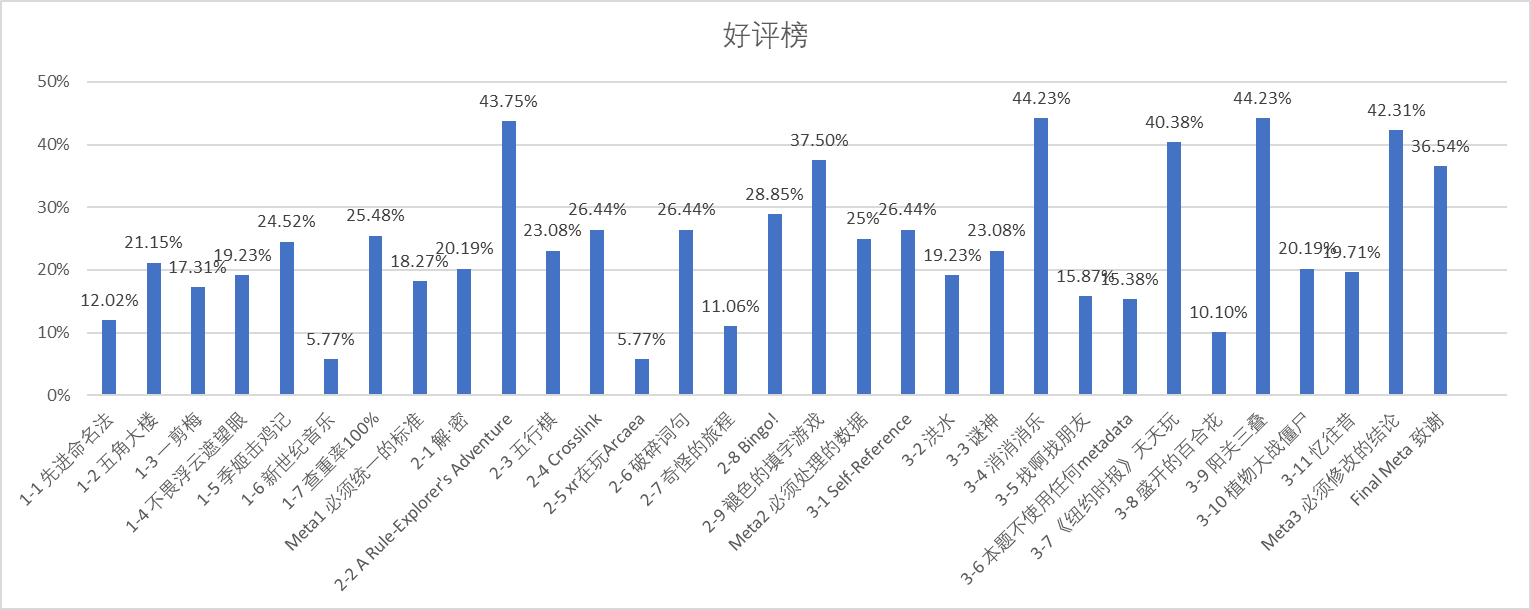 好评榜
50%
40%
30%
20%
10%
0%
12.02%
21.15%
17.31%
19.23%
24.52%
5.77%
25.48%
18.27%
20.19%
43.75%
23.08%
26.44%
5.77%
26.44%
11.06%
28.85%
37.50%
25%
26.44%
19.23%
23.08%
44.23%
15.87%
15.38%
40.38%
10.10%
44.23%
20.19%
19.71%
42.31%
36.54%
1-1 先进命名法
1-2 五角大楼
1-3 一剪梅
1-4 不畏浮云遮望眼
1-5 季姬击鸡记
1-6 新世纪音乐
1-7 查重率100%
Meta1 必须统一的标准
2-1 解·密
2-2 A Rule-Explorer's Adventure
2-3 五行棋
2-4 Crosslink
2-5 xr在玩Arcaea
2-6 破碎词句
2-7 奇怪的旅程
2-8 Bingo!
2-9 褪色的填字游戏
Meta2 必须处理的数据
3-1 Self-Reference
3-2 洪水
3-3 谜神
3-4 消消消乐
3-5 找啊找朋友
3-6 本题不使用任何metadata
3-7 《纽约时报》天天玩
3-8 盛开的百合花
3-9 阳关三叠
3-10 植物大战僵尸
3-11 忆往昔
Meta3 必须修改的结论
Final Meta 致谢